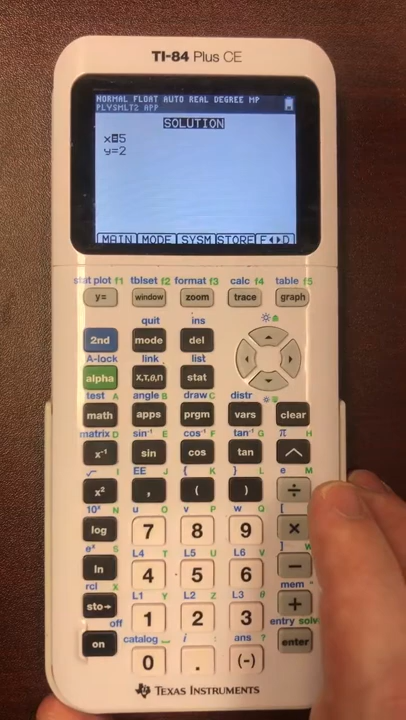 TI-84 Plus CE
NORMAL FLOAT AUTO REAL DEGREE MP
PLYSMLT2 APP
SOLUTION
x=5
y=2
MAIN MODE SYSM STORE F◄►D
stat plot f1 tblset f2 format f3 calc f4 table f5
y= window zoom trace graph
quit ins
2nd mode del
A-lock link list
alpha X,T,θ,n stat
test A angle B draw C distr
math apps prgm vars clear
matrix D sin⁻¹ E cos⁻¹ F tan⁻¹ G π H
x⁻¹ sin cos tan ^
√ I EE J { K } L e M
x² , ( ) ÷
10ˣ N u O v P w Q [
log 7 8 9 ×
eˣ S L4 T L5 U L6 V ] W
ln 4 5 6 −
rcl X L1 Y L2 Z L3 θ mem "
sto→ 1 2 3 +
off catalog i : ans ? entry solv
on 0 . (-) enter
TEXAS INSTRUMENTS